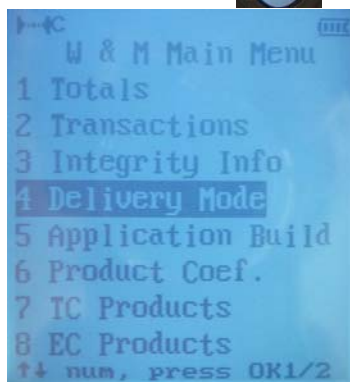 W & M Main Menu
1 Totals
2 Transactions
3 Integrity Info
4 Delivery Mode
5 Application Build
6 Product Coef.
7 TC Products
8 EC Products
↑↓ num, press OK1/2